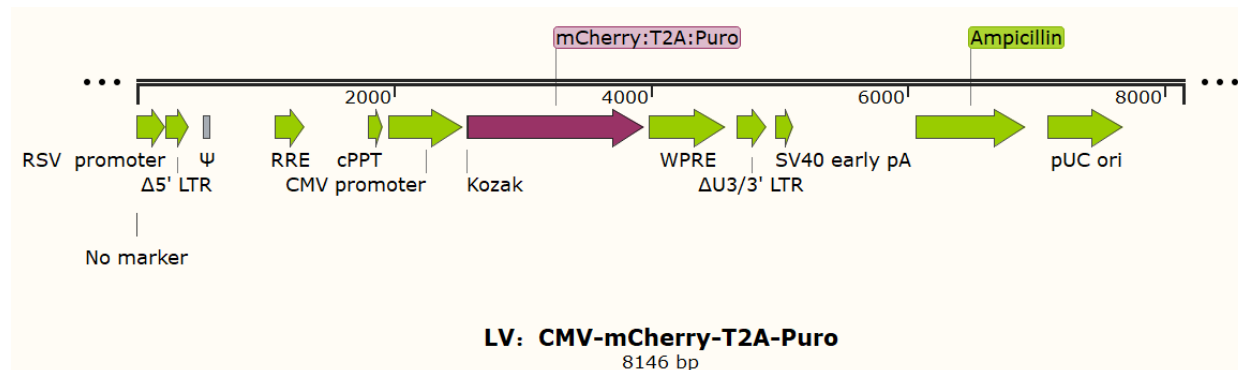 mCherry:T2A:Puro
Ampicillin
2000
4000
6000
8000
RSV promoter
Ψ
RRE
cPPT
WPRE
SV40 early pA
pUC ori
Δ5' LTR
CMV promoter
Kozak
ΔU3/3' LTR
No marker
LV：CMV-mCherry-T2A-Puro
8146 bp